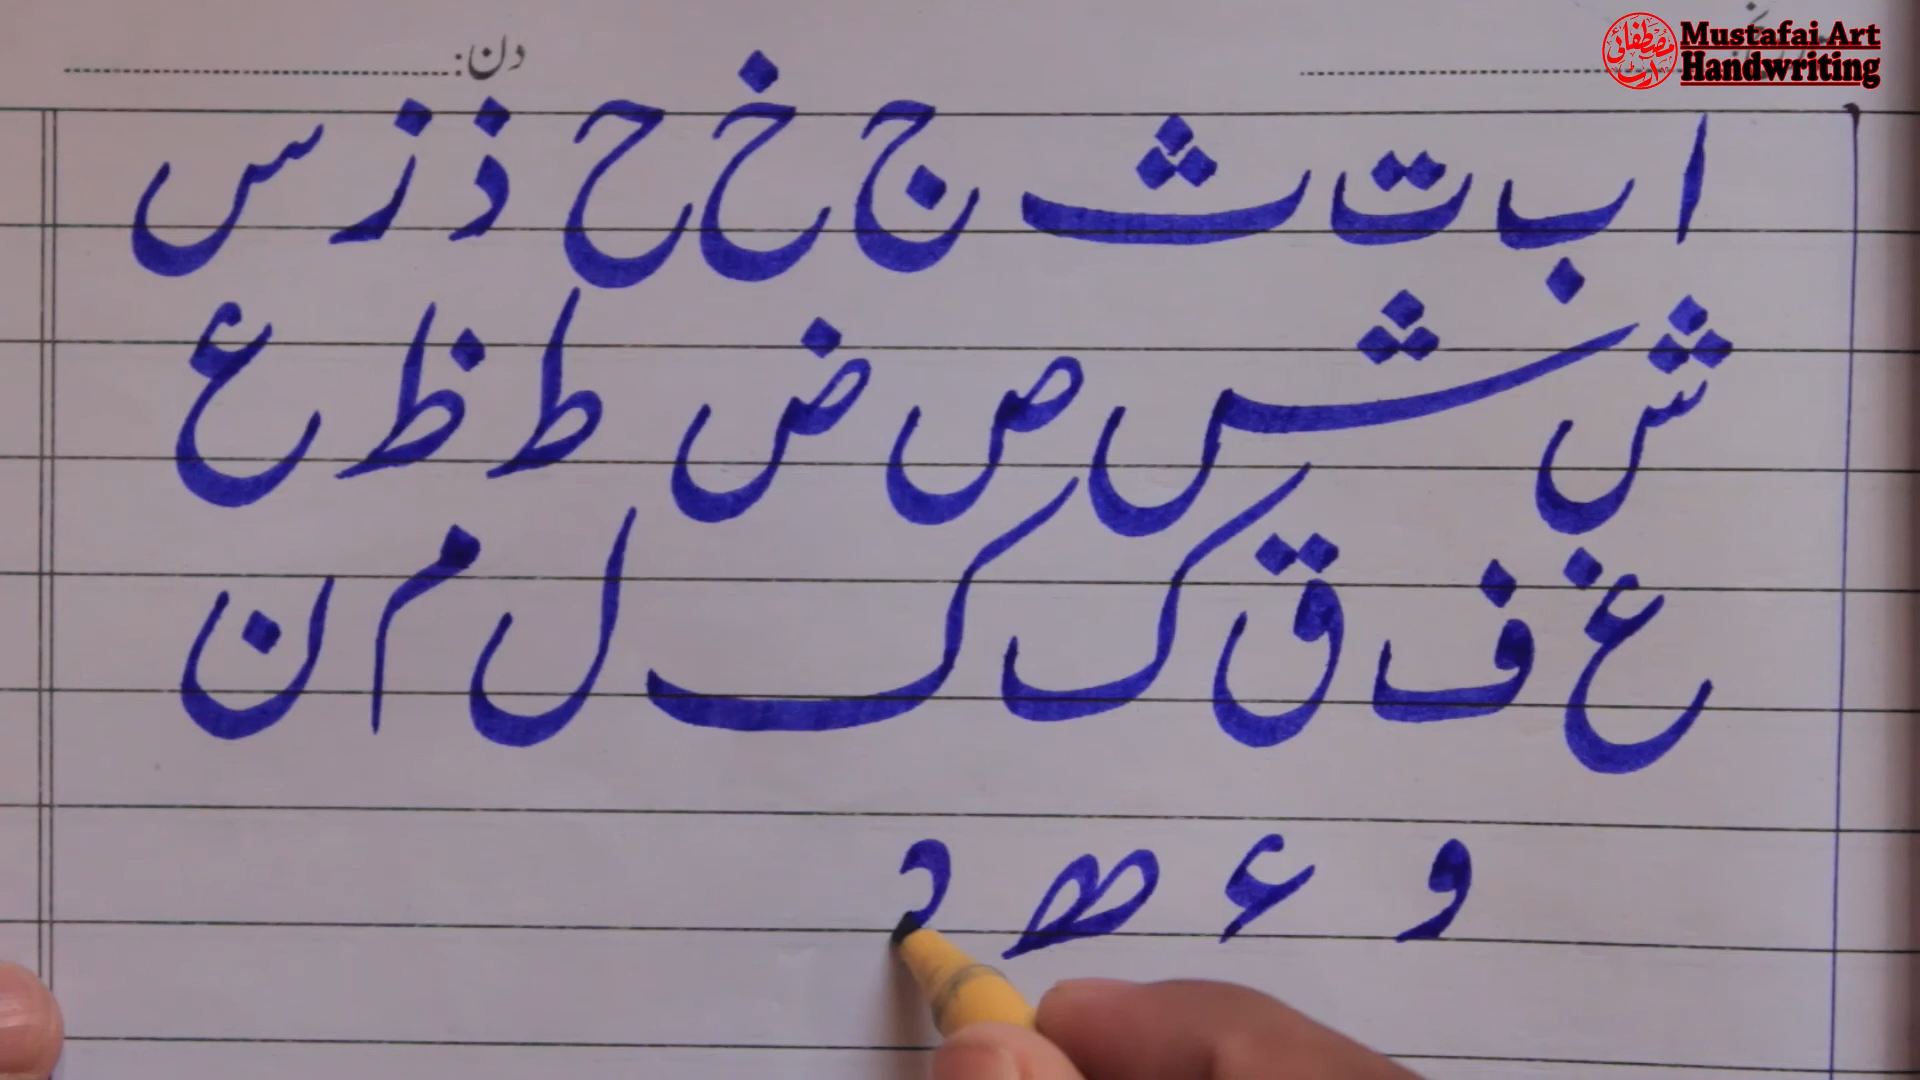 دن:
Mustafai Art
Handwriting
ا ب ت ث ج خ ح ذ ز س
ش ش ص ض ط ظ ع
غ ف ق ک ک ل م ن
و ء ھ د